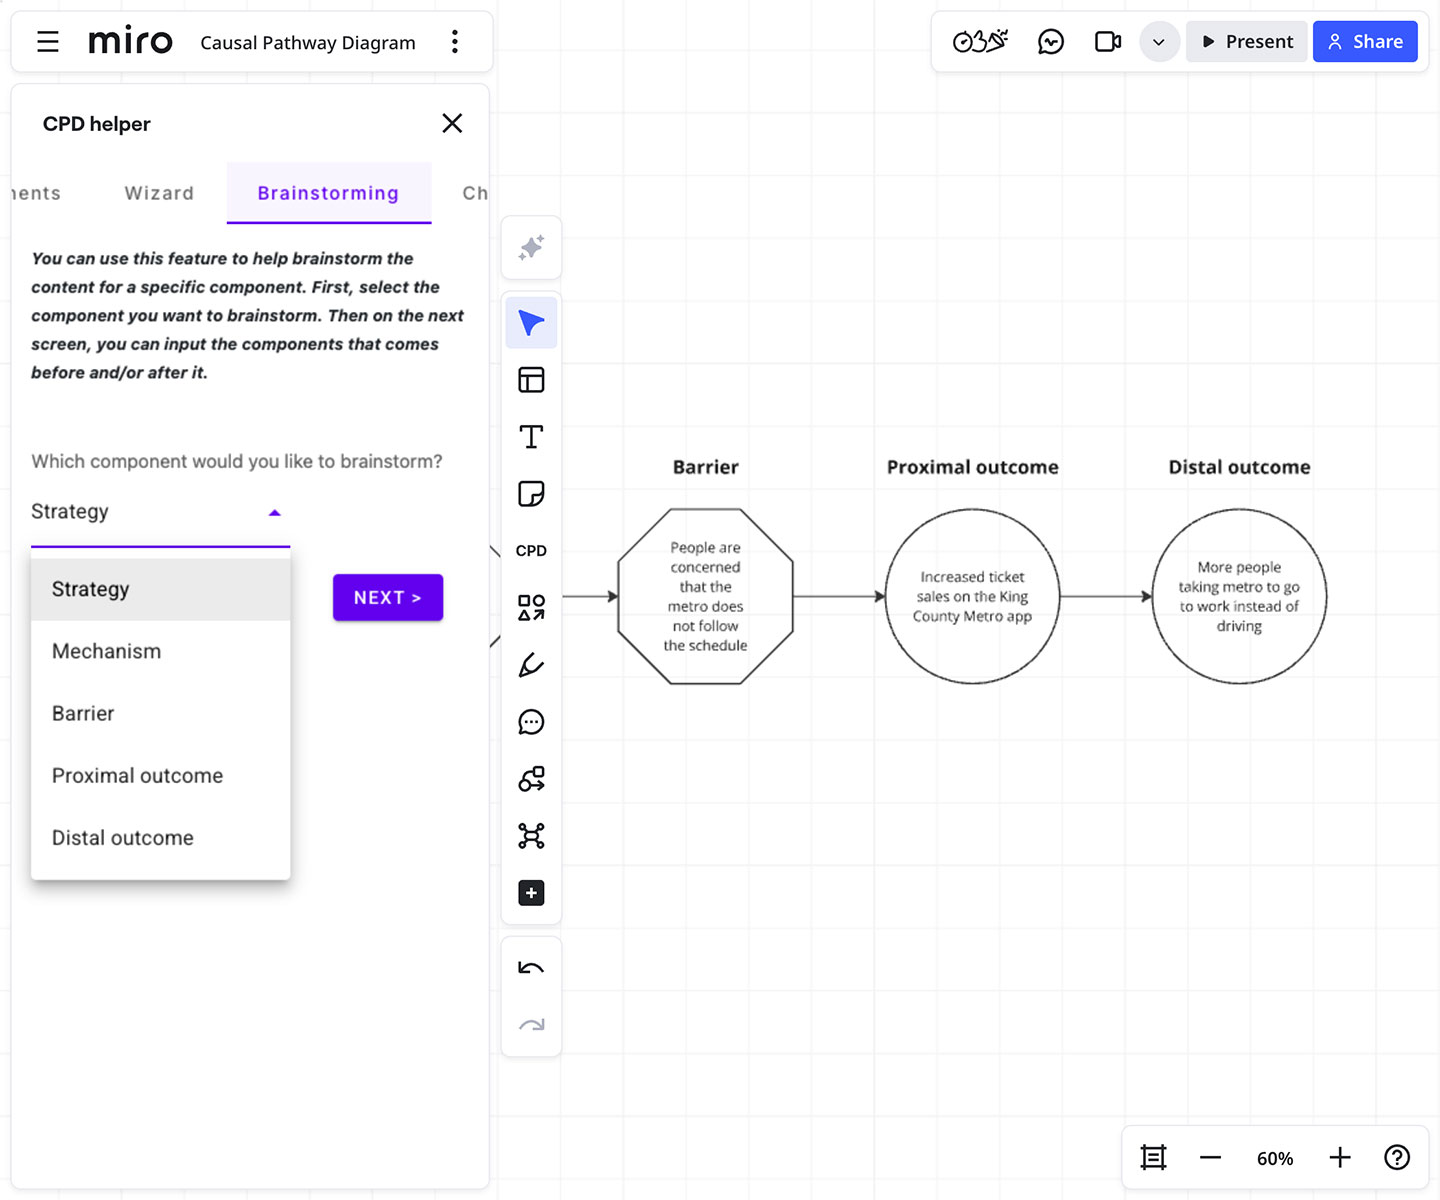 miro
Causal Pathway Diagram
Present
Share
CPD helper
nents
Wizard
Brainstorming
Ch
You can use this feature to help brainstorm the
content for a specific component. First, select the
component you want to brainstorm. Then on the next
screen, you can input the components that comes
before and/or after it.
Which component would you like to brainstorm?
Strategy
Strategy
Mechanism
Barrier
Proximal outcome
Distal outcome
NEXT >
CPD
Barrier
People are
concerned
that the
metro does
not follow
the schedule
Proximal outcome
Increased ticket
sales on the King
County Metro app
Distal outcome
More people
taking metro to go
to work instead of
driving
60%